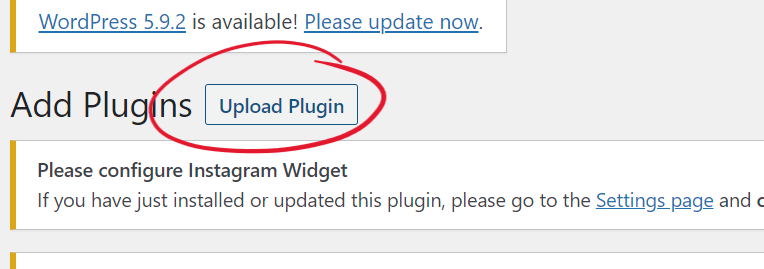 WordPress 5.9.2 is available! Please update now.
Add Plugins Upload Plugin
Please configure Instagram Widget
If you have just installed or updated this plugin, please go to the Settings page and